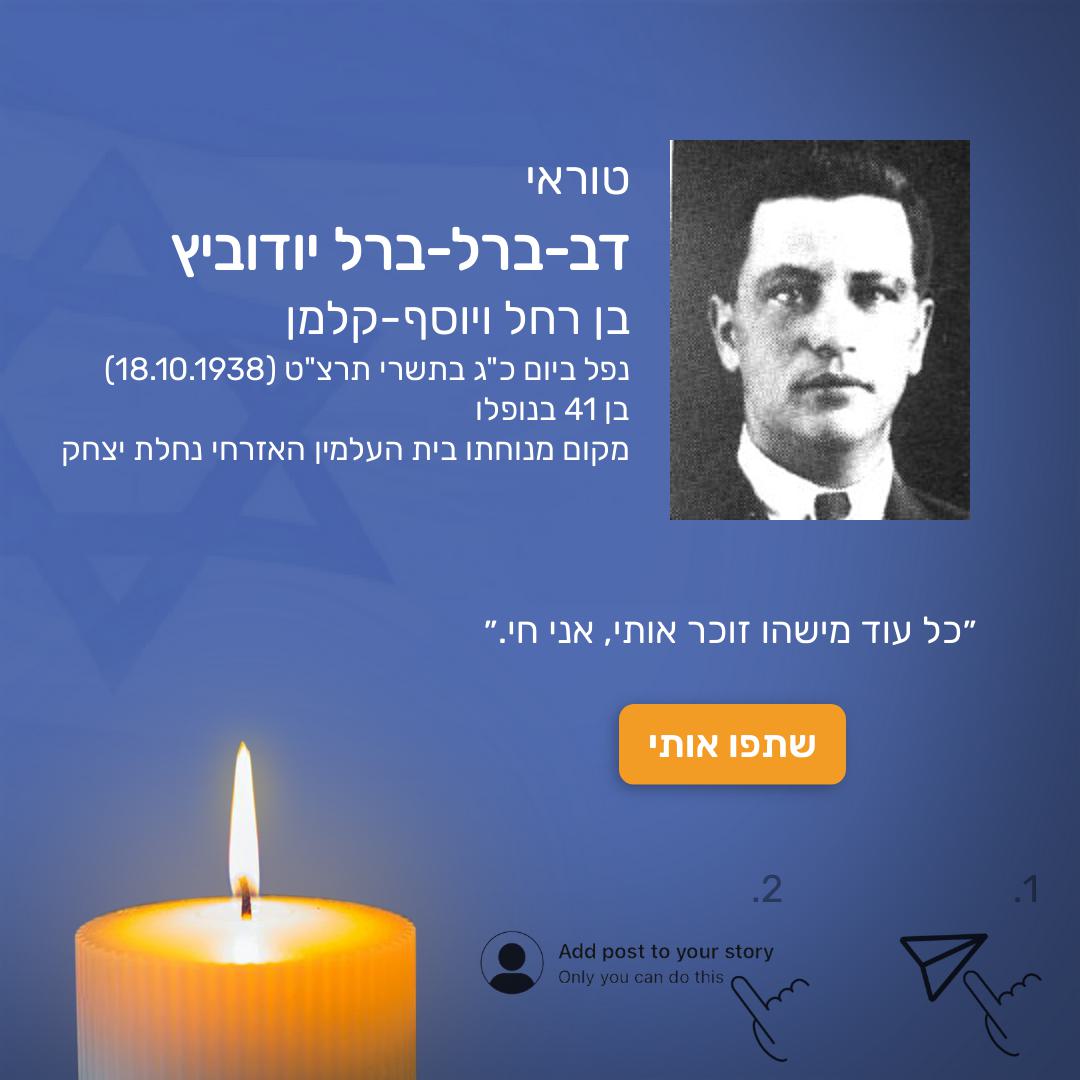 טוראי
דב-ברל-ברל יודוביץ
בן רחל ויוסף-קלמן
נפל ביום כ"ג בתשרי תרצ"ט (18.10.1938)
בן 41 בנופלו
מקום מנוחתו בית העלמין האזרחי נחלת יצחק
״כל עוד מישהו זוכר אותי, אני חי.״
שתפו אותי
1.
2.
Add post to your story
Only you can do this